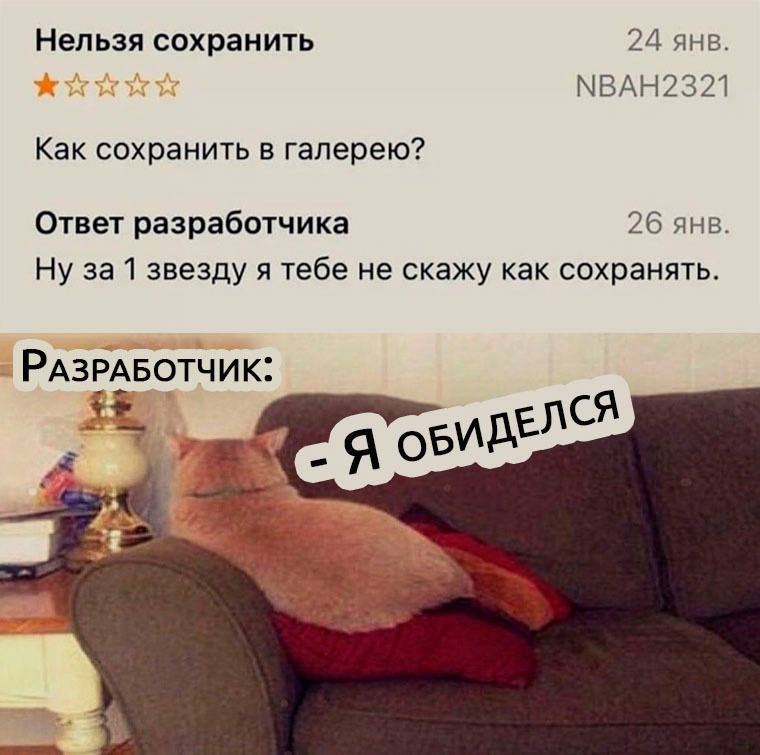 Нельзя сохранить 24 янв.
NBAH2321
Как сохранить в галерею?
Ответ разработчика 26 янв.
Ну за 1 звезду я тебе не скажу как сохранять.
Разработчик:
- Я обиделся